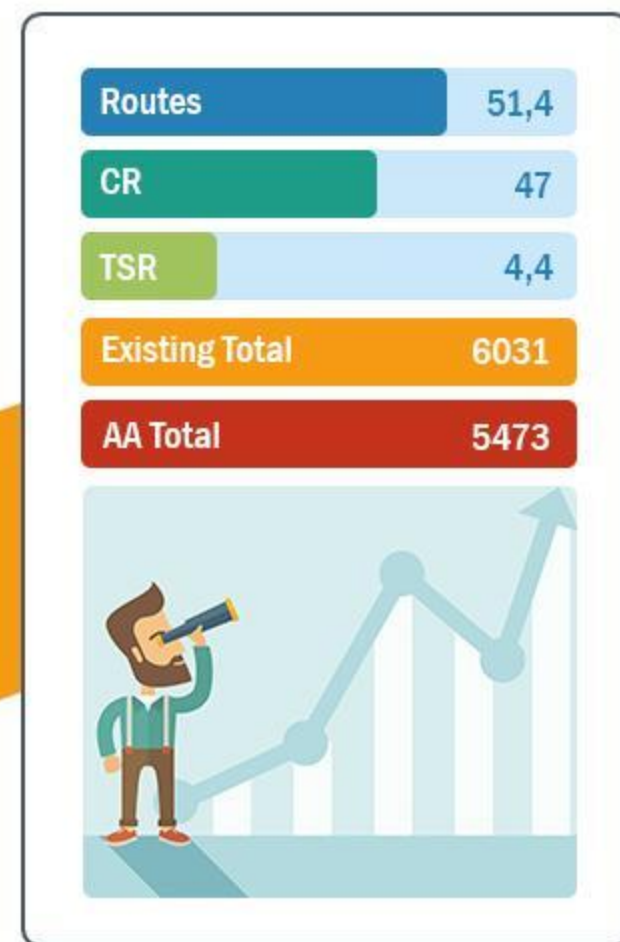 Routes 51,4
CR 47
TSR 4,4
Existing Total 6031
AA Total 5473